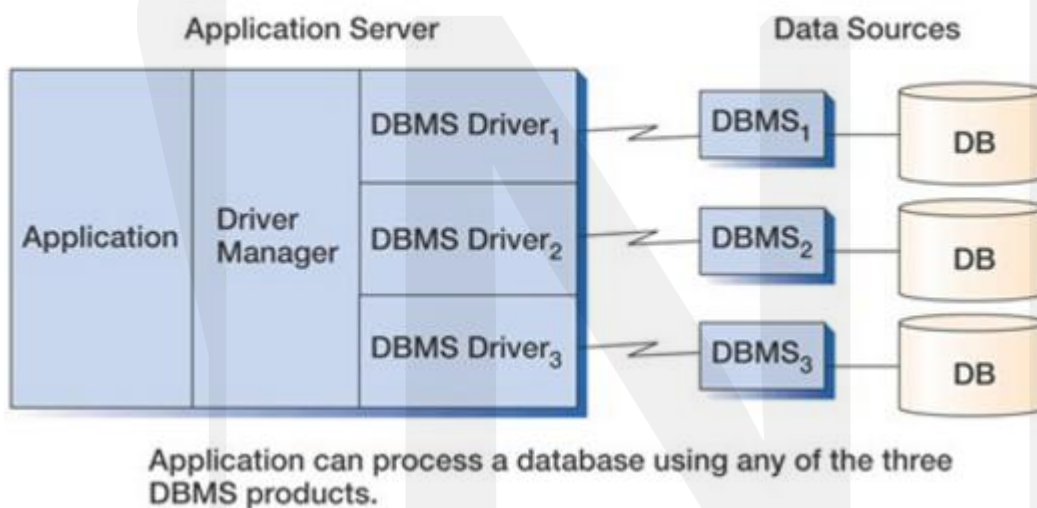 Application Server
Data Sources
Application
Driver
Manager
DBMS Driver₁
DBMS Driver₂
DBMS Driver₃
DBMS₁
DB
DBMS₂
DB
DBMS₃
DB
Application can process a database using any of the three
DBMS products.